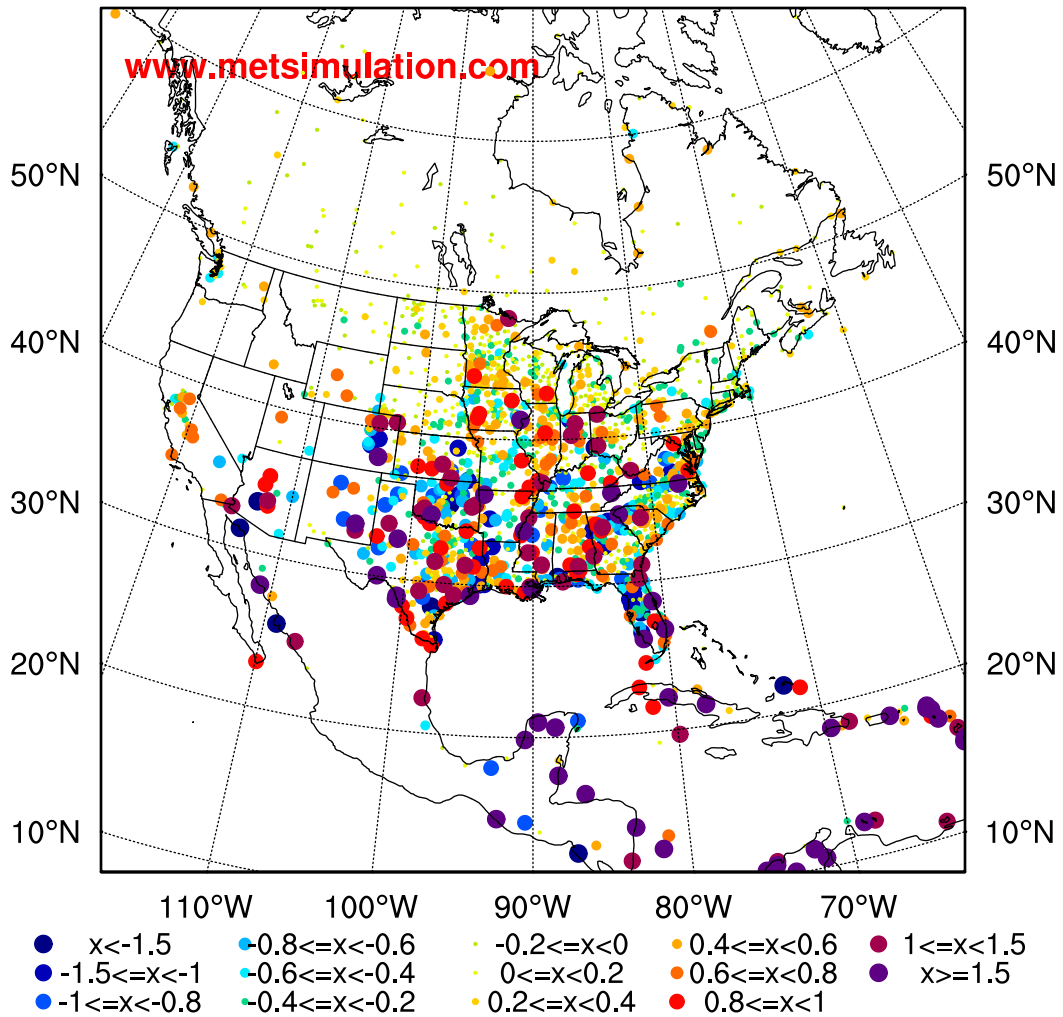 www.metsimulation.com
50°N 50°N
40°N 40°N
30°N 30°N
20°N 20°N
10°N 10°N
110°W 100°W 90°W 80°W 70°W
x<-1.5 -0.8<=x<-0.6 -0.2<=x<0 0.4<=x<0.6 1<=x<1.5
-1.5<=x<-1 -0.6<=x<-0.4 0<=x<0.2 0.6<=x<0.8 x>=1.5
-1<=x<-0.8 -0.4<=x<-0.2 0.2<=x<0.4 0.8<=x<1